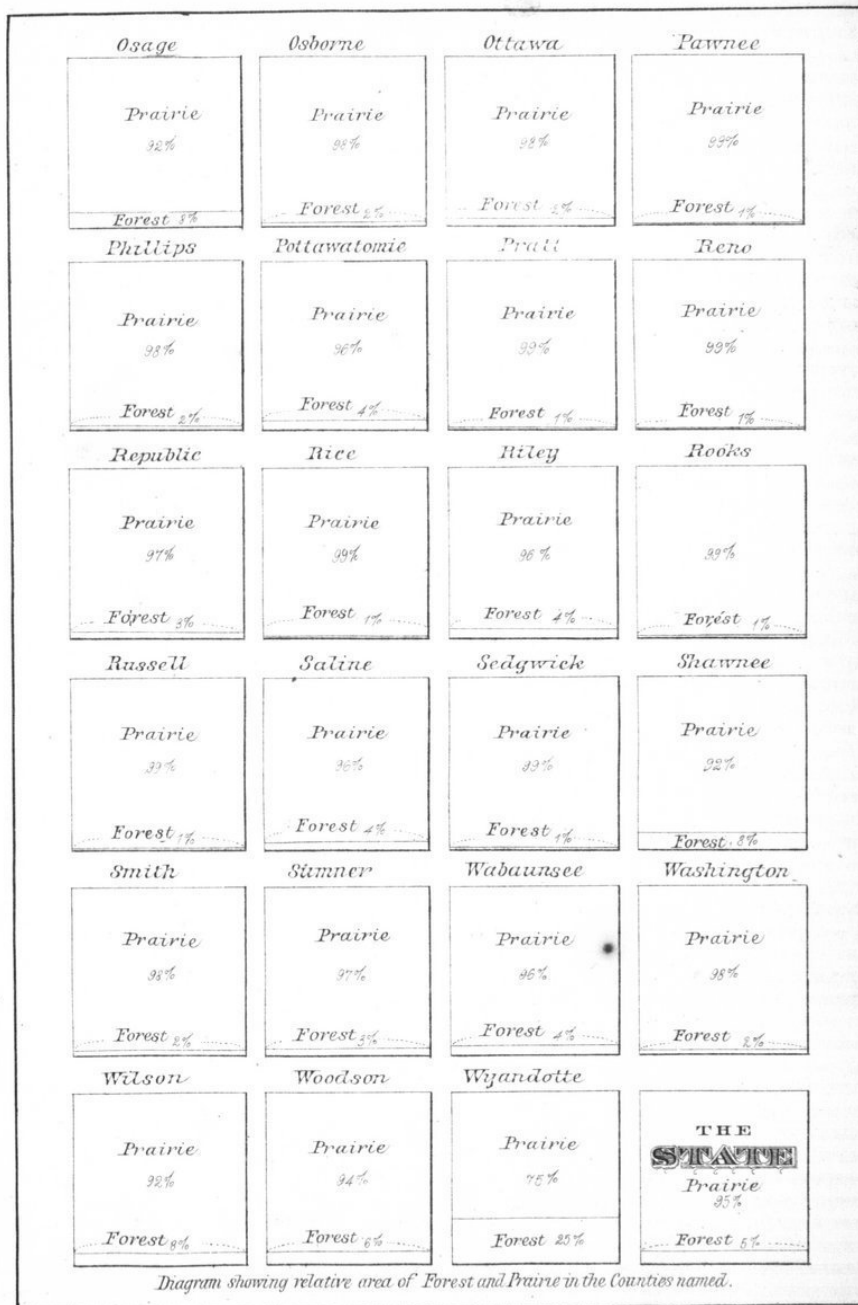 Osage
Prairie
92%
Forest 8%
Osborne
Prairie
98%
Forest 2%
Ottawa
Prairie
98%
Forest 2%
Pawnee
Prairie
99%
Forest 1%
Phillips
Prairie
98%
Forest 2%
Pottawatomie
Prairie
96%
Forest 4%
Pratt
Prairie
99%
Forest 1%
Reno
Prairie
99%
Forest 1%
Republic
Prairie
97%
Forest 3%
Rice
Prairie
99%
Forest 1%
Riley
Prairie
96%
Forest 4%
Rooks
99%
Forest 1%
Russell
Prairie
99%
Forest 1%
Saline
Prairie
96%
Forest 4%
Sedgwick
Prairie
99%
Forest 1%
Shawnee
Prairie
92%
Forest. 8%
Smith
Prairie
98%
Forest 2%
Sumner
Prairie
97%
Forest 3%
Wabaunsee
Prairie
96%
Forest 4%
Washington
Prairie
98%
Forest 2%
Wilson
Prairie
92%
Forest 8%
Woodson
Prairie
94%
Forest 6%
Wyandotte
Prairie
75%
Forest 25%
THE
STATE
Prairie
95%
Forest 5%
Diagram showing relative area of Forest and Prairie in the Counties named.